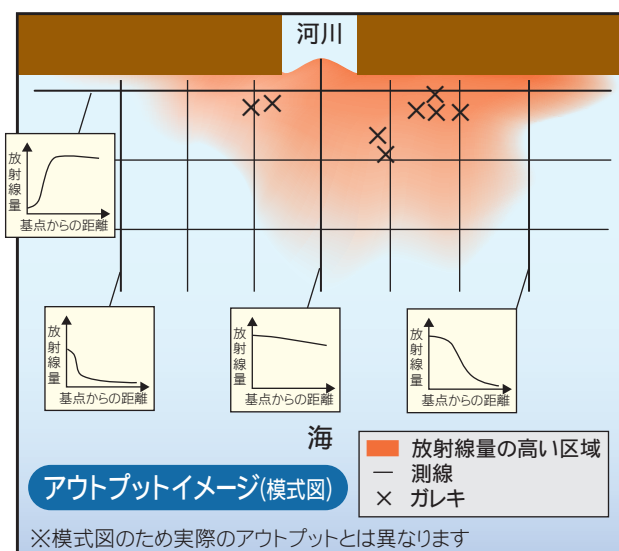 河川
放射線量
基点からの距離
放射線量
基点からの距離
放射線量
基点からの距離
放射線量
基点からの距離
海
放射線量の高い区域
測線
ガレキ
アウトプットイメージ(模式図)
※模式図のため実際のアウトプットとは異なります